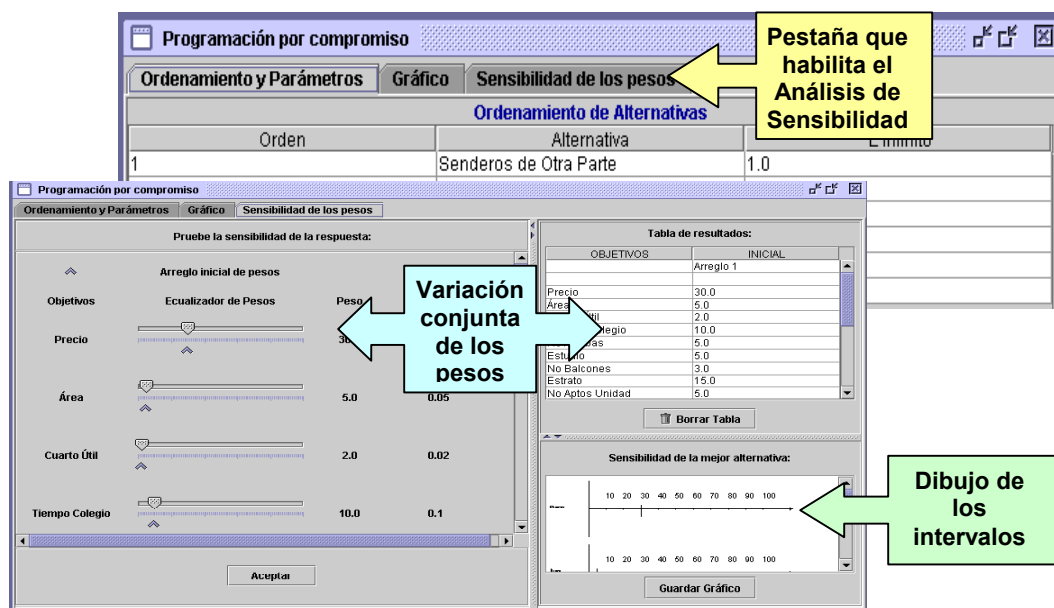 Programación por compromiso
Ordenamiento y Parámetros Gráfico Sensibilidad de los pesos
Ordenamiento de Alternativas
Orden Alternativa
1 Senderos de Otra Parte 1.0
Pestaña que
habilita el
Análisis de
Sensibilidad
Programación por compromiso
Ordenamiento y Parámetros Gráfico Sensibilidad de los pesos
Pruebe la sensibilidad de la respuesta:
Arreglo inicial de pesos
Objetivos Ecualizador de Pesos Peso
Precio
Área 5.0 0.05
Cuarto Útil 2.0 0.02
Tiempo Colegio 10.0 0.1
Aceptar
Variación
conjunta
de los
pesos
Tabla de resultados:
OBJETIVOS INICIAL
Arreglo 1
Precio 30.0
Área 5.0
2.0
10.0
5.0
Estudio 5.0
No Balcones 3.0
Estrato 15.0
No Aptos Unidad 5.0
Borrar Tabla
Sensibilidad de la mejor alternativa:
10 20 30 40 50 60 70 80 90 100
10 20 30 40 50 60 70 80 90 100
Guardar Gráfico
Dibujo de
los
intervalos